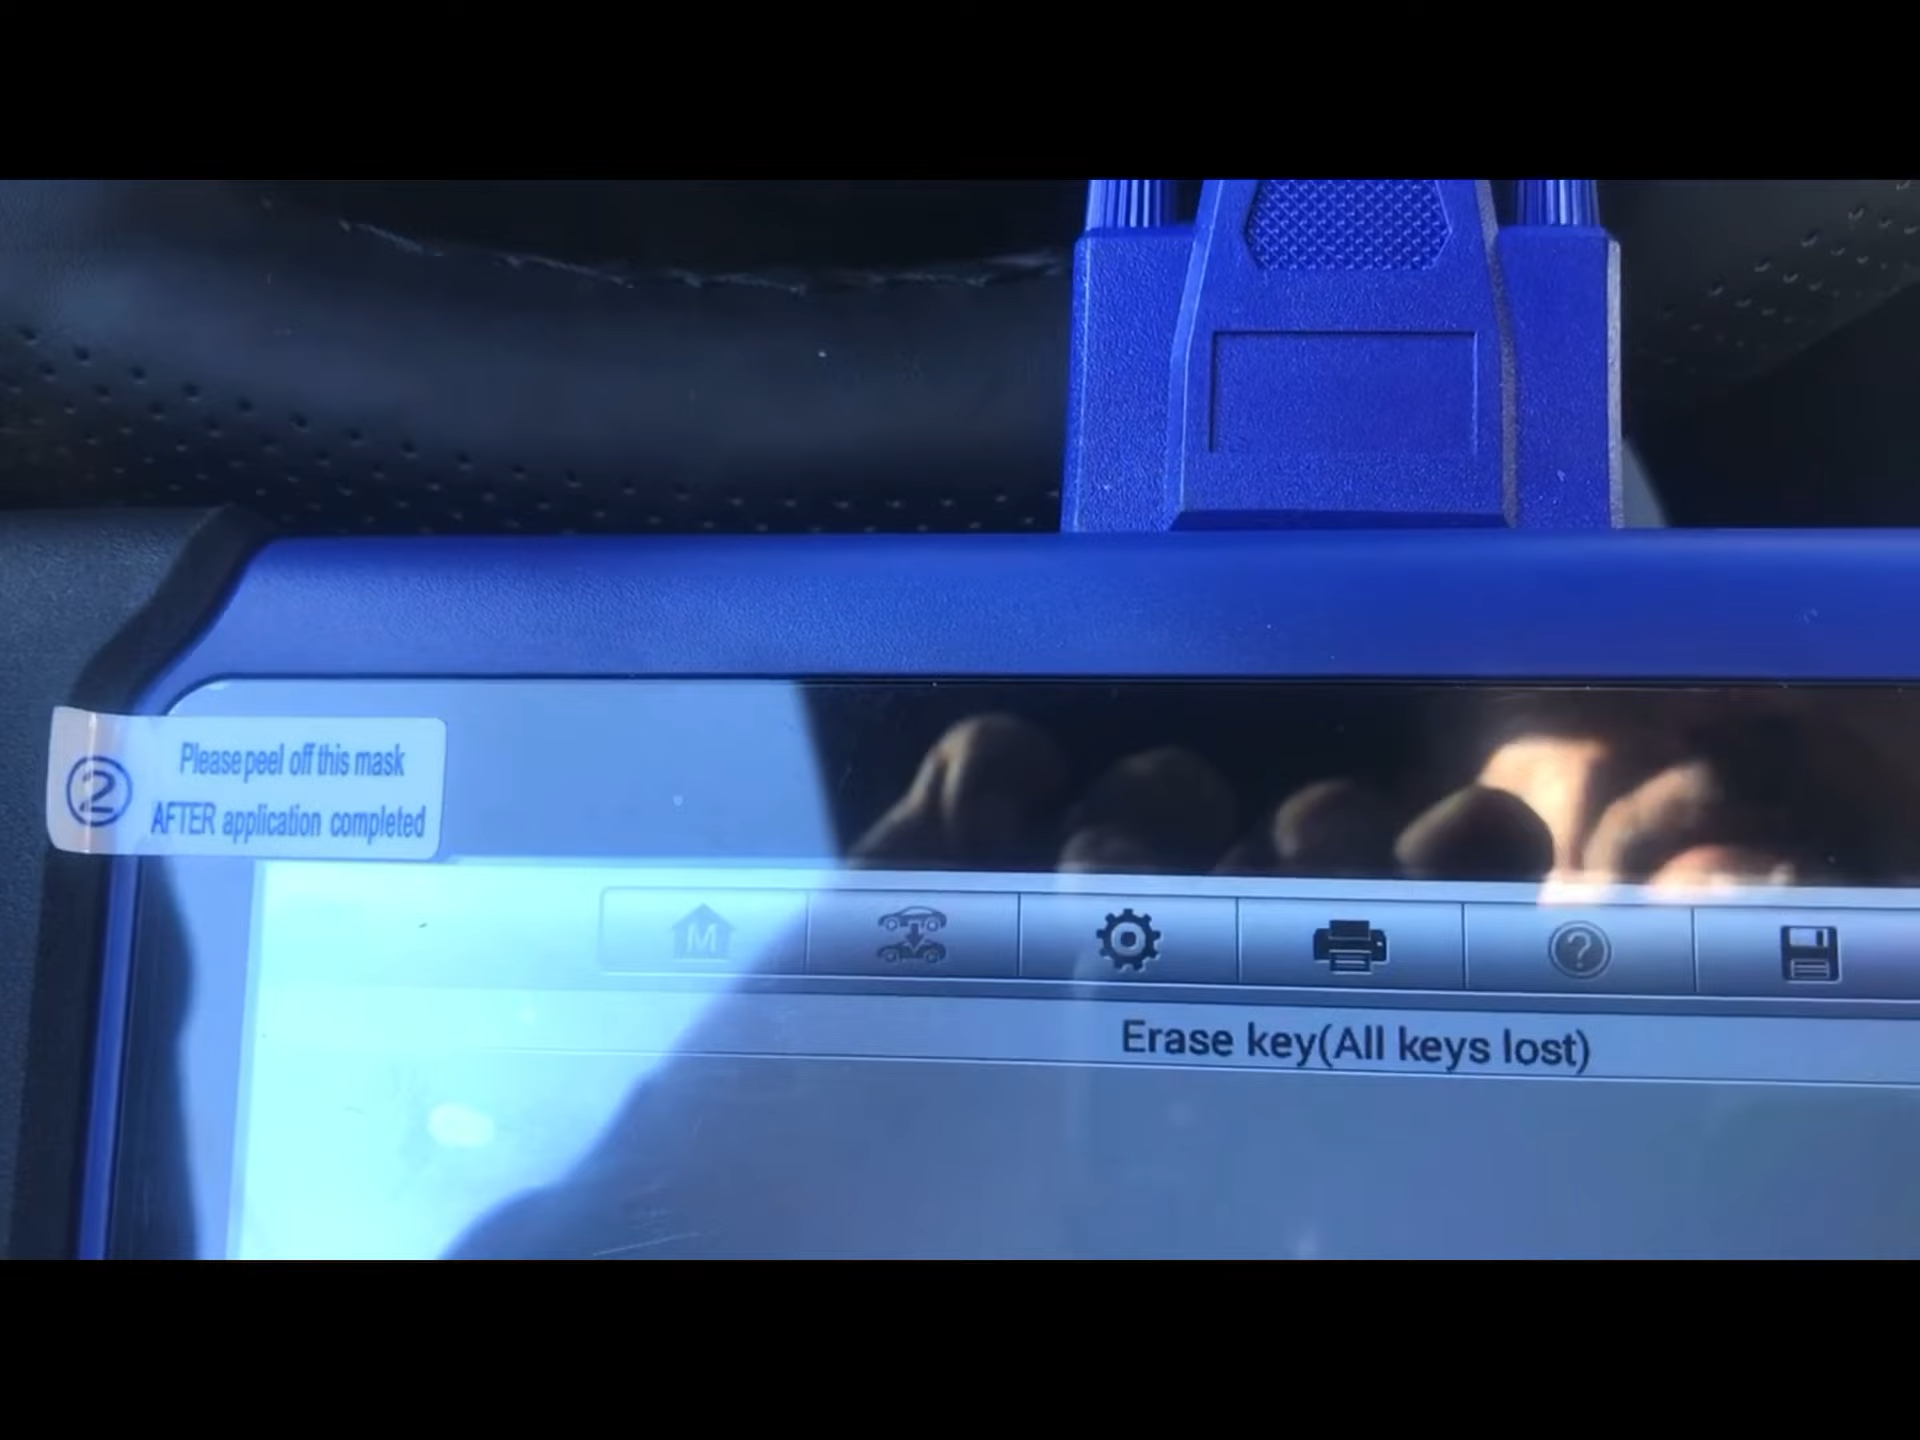 ② Please peel off this mask
AFTER application completed
M
?
Erase key(All keys lost)